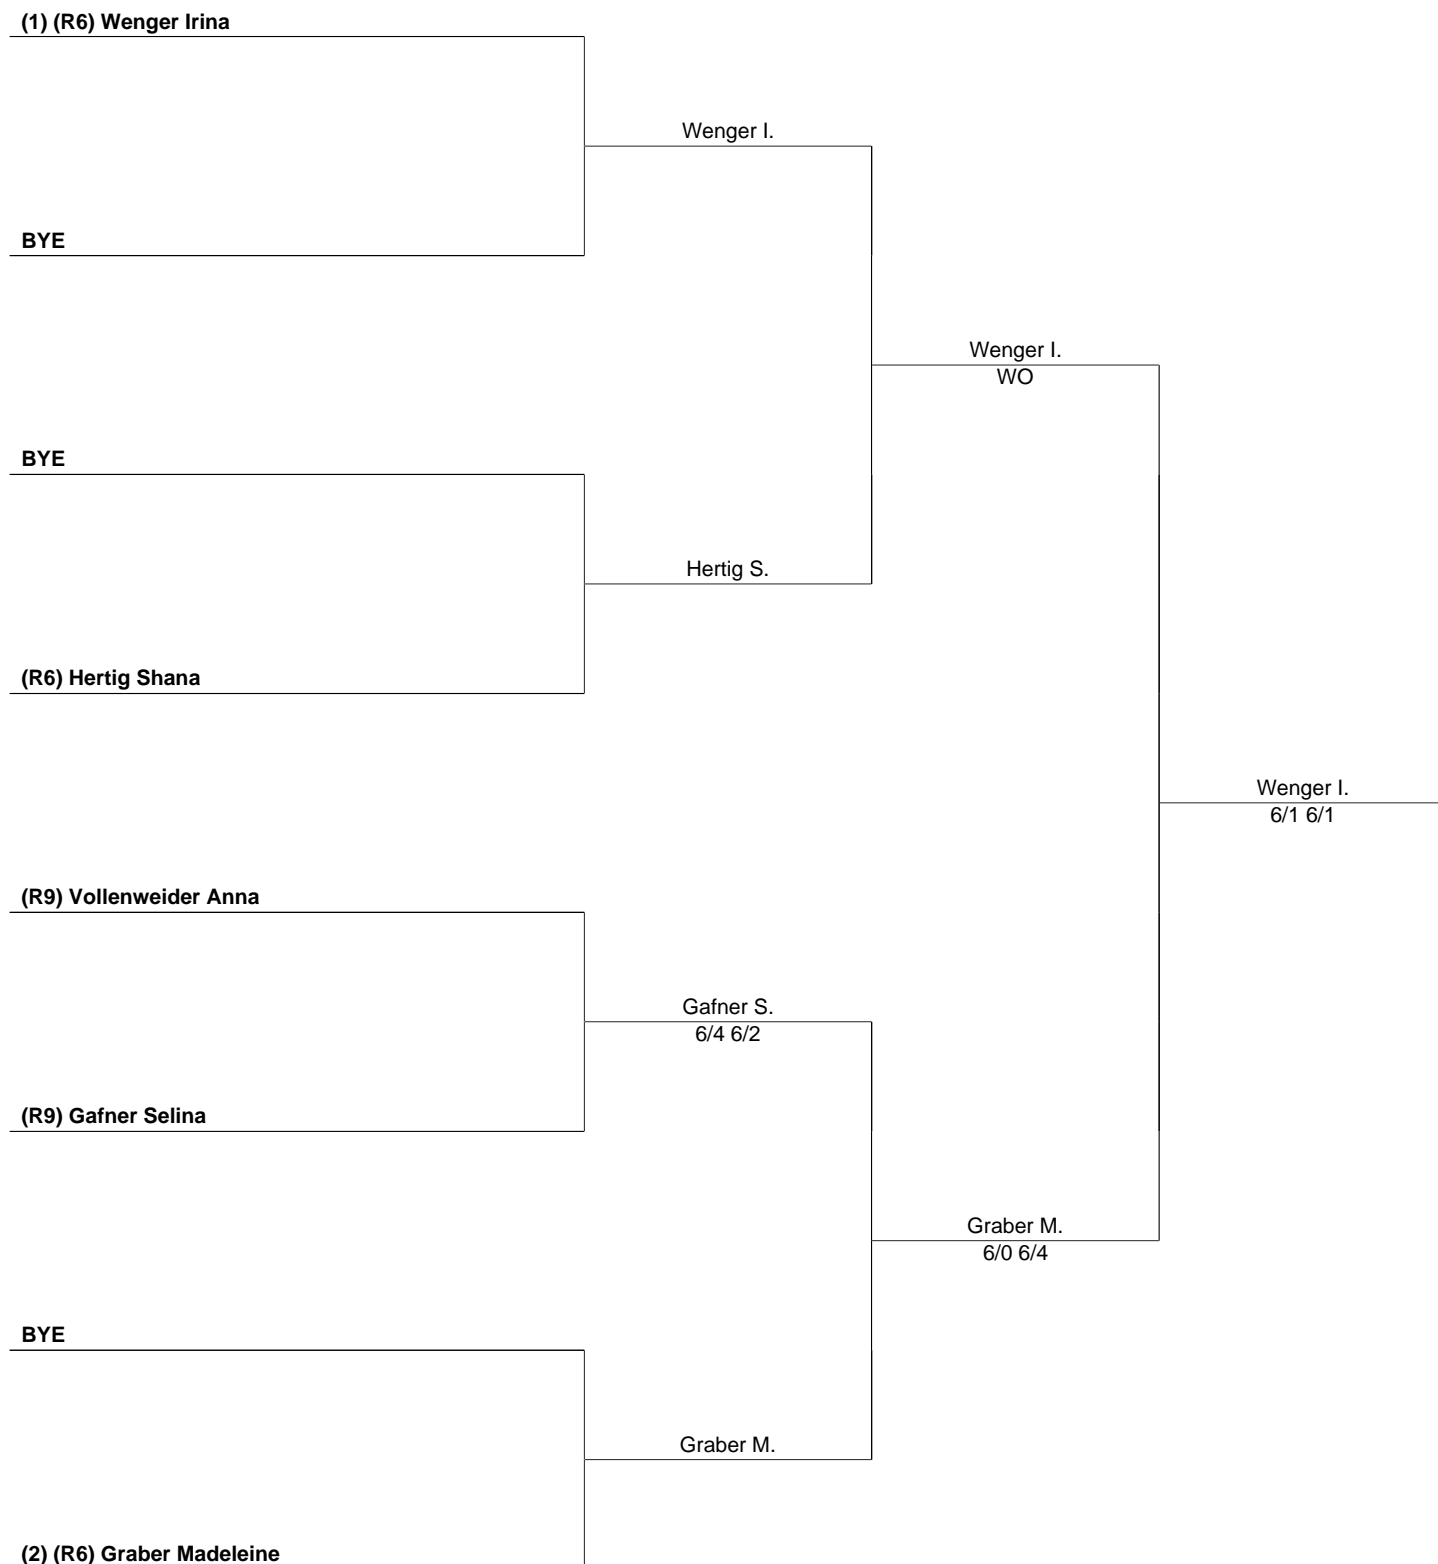 (1) (R6) Wenger Irina
Wenger I.
BYE
Wenger I.
WO
BYE
Hertig S.
(R6) Hertig Shana
Wenger I.
6/1 6/1
(R9) Vollenweider Anna
Gafner S.
6/4 6/2
(R9) Gafner Selina
Graber M.
6/0 6/4
BYE
Graber M.
(2) (R6) Graber Madeleine